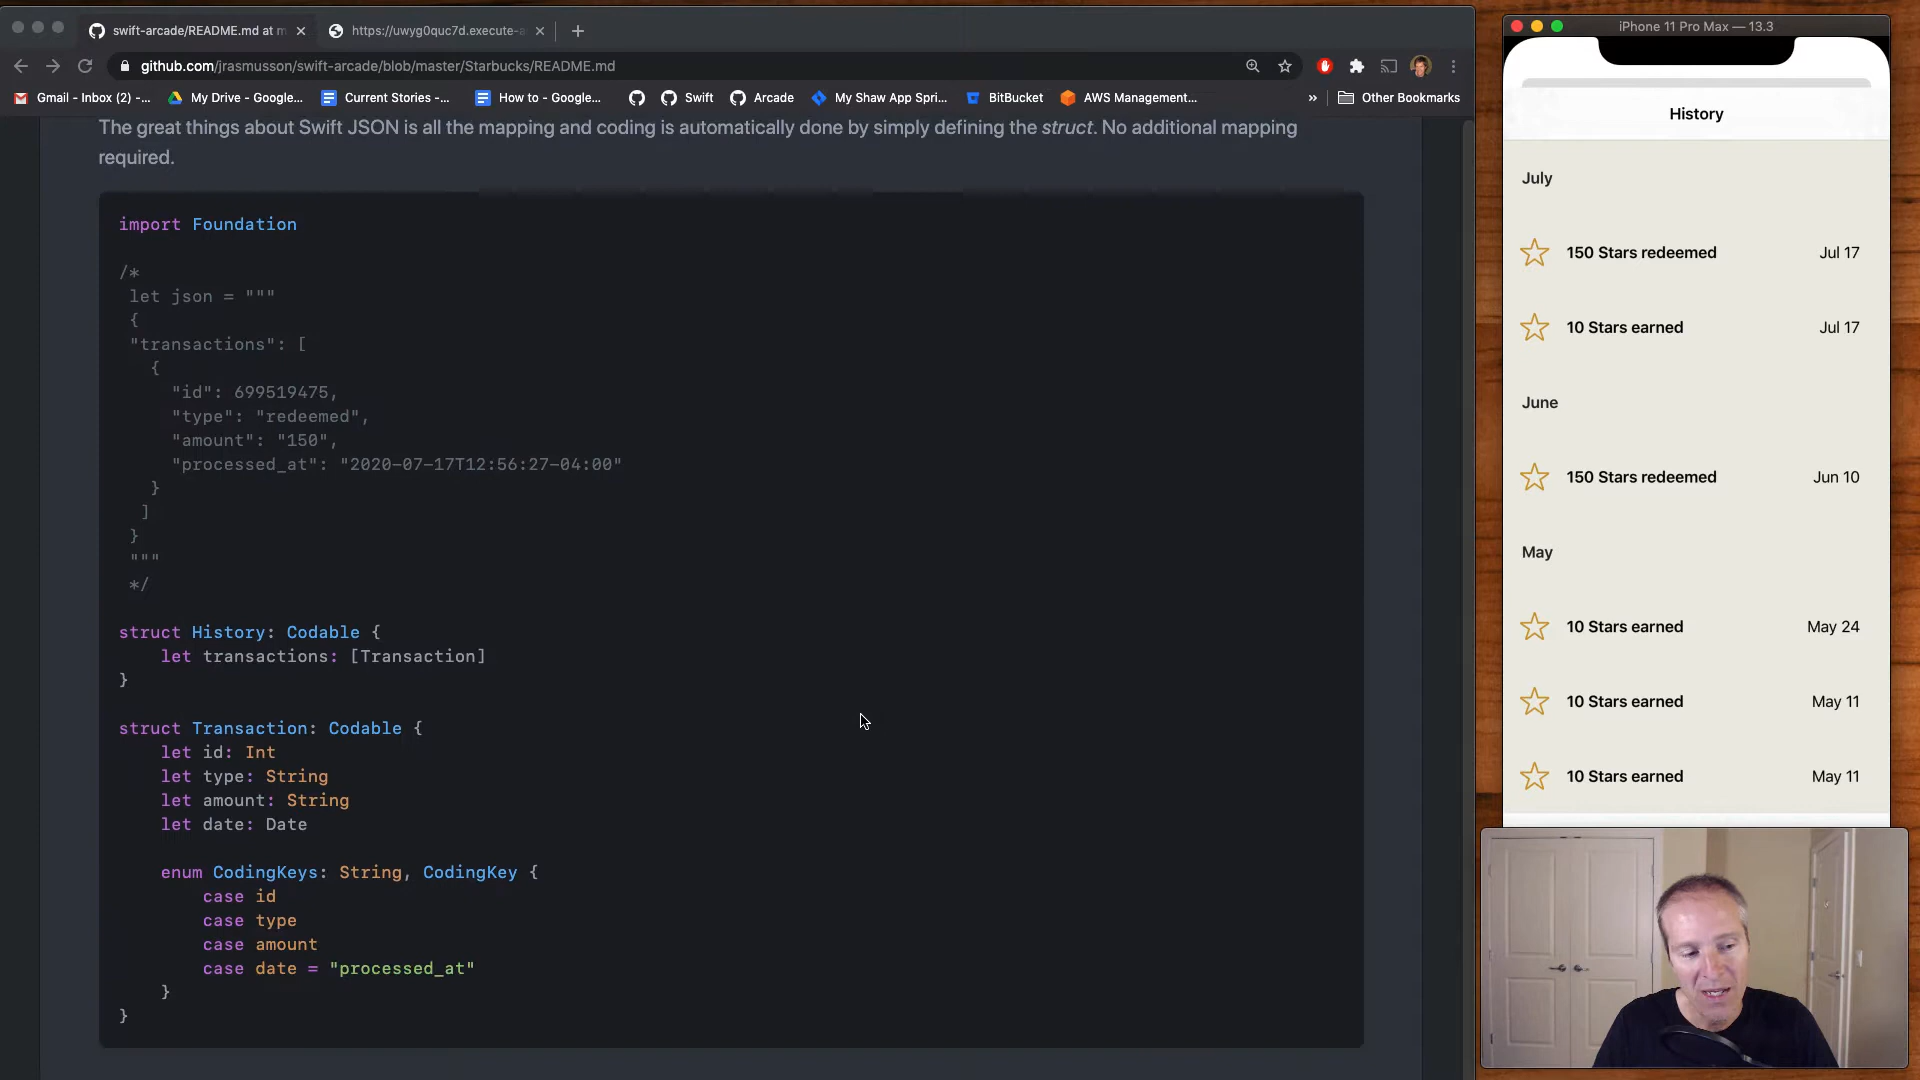 swift-arcade/README.md at m
https://uwyg0quc7d.execute-a
github.com/jrasmusson/swift-arcade/blob/master/Starbucks/README.md
Gmail - Inbox (2) -...
My Drive - Google...
Current Stories -...
How to - Google...
Swift
Arcade
My Shaw App Spri...
BitBucket
AWS Management...
»
Other Bookmarks
The great things about Swift JSON is all the mapping and coding is automatically done by simply defining the struct. No additional mapping
required.
import Foundation
/*
let json = """
{
"transactions": [
{
"id": 699519475,
"type": "redeemed",
"amount": "150",
"processed_at": "2020-07-17T12:56:27-04:00"
}
]
}
"""
*/
struct History: Codable {
let transactions: [Transaction]
}
struct Transaction: Codable {
let id: Int
let type: String
let amount: String
let date: Date
enum CodingKeys: String, CodingKey {
case id
case type
case amount
case date = "processed_at"
}
}
iPhone 11 Pro Max — 13.3
History
July
150 Stars redeemed Jul 17
10 Stars earned Jul 17
June
150 Stars redeemed Jun 10
May
10 Stars earned May 24
10 Stars earned May 11
10 Stars earned May 11